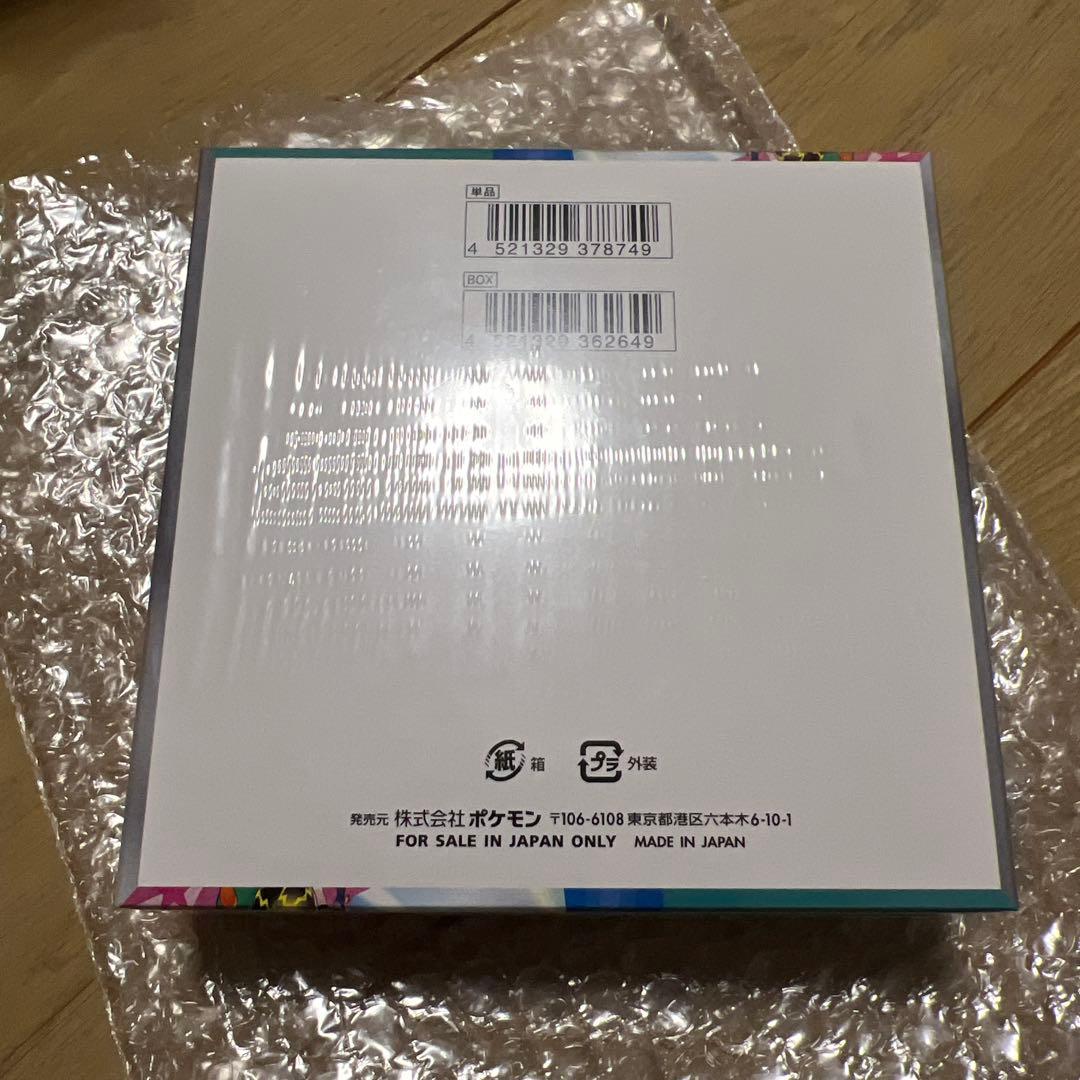 単品
4 521329 378749
BOX
4 521329 362649
紙 箱 プラ 外装
発売元 株式会社 ポケモン 〒106-6108 東京都港区六本木6-10-1
FOR SALE IN JAPAN ONLY MADE IN JAPAN